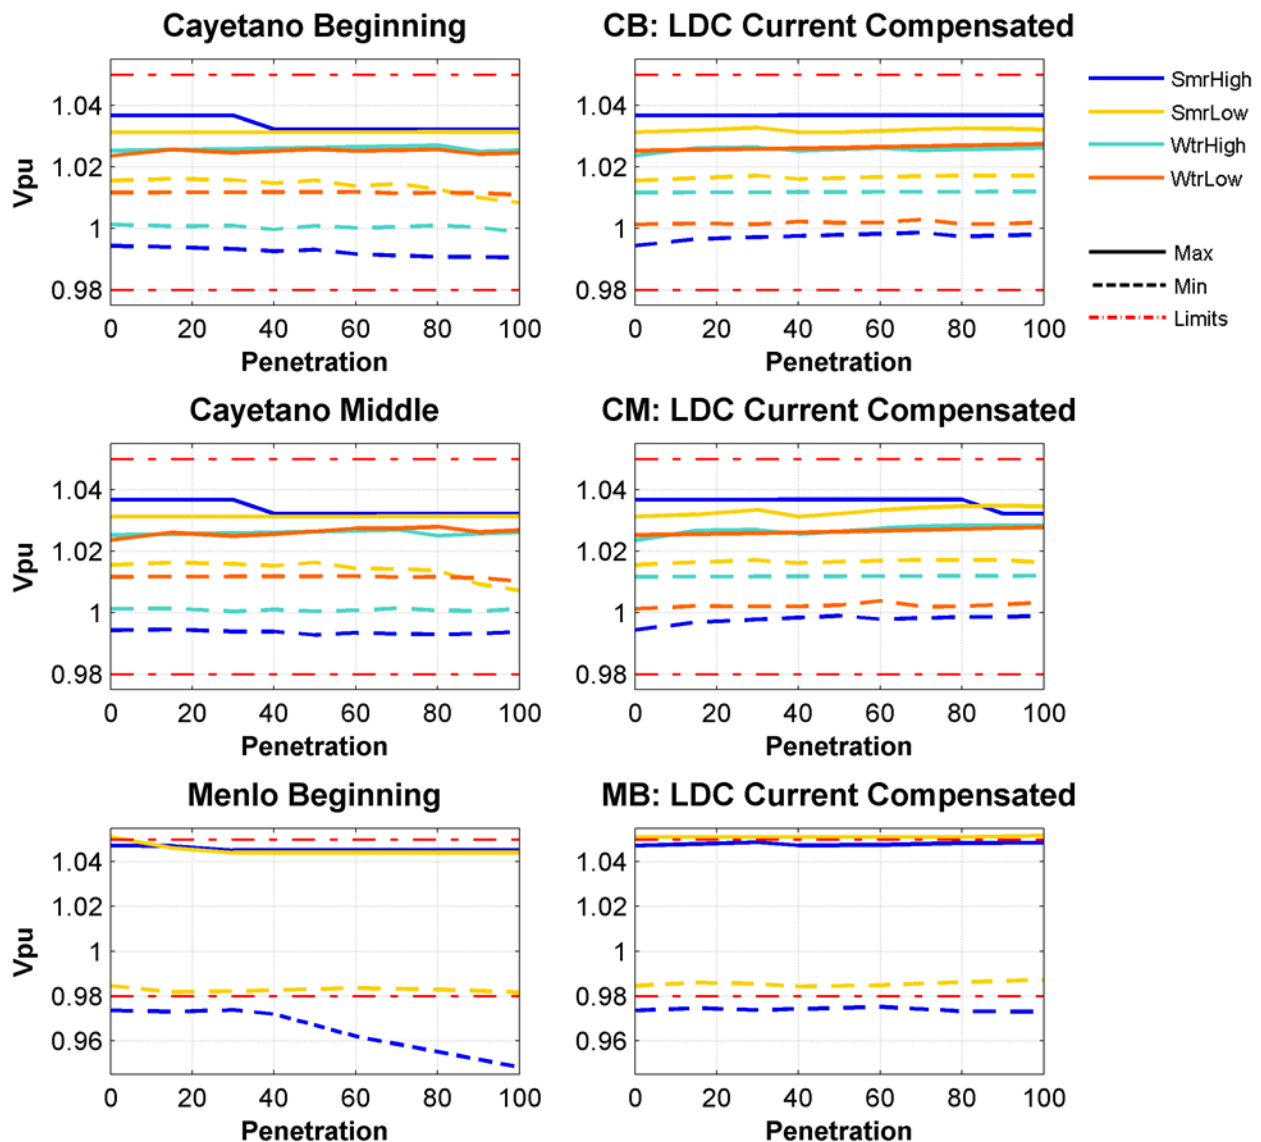 Cayetano Beginning
CB: LDC Current Compensated
1.04
1.02
1
0.98
Vpu
0 20 40 60 80 100
Penetration
0 20 40 60 80 100
Penetration
SmrHigh
SmrLow
WtrHigh
WtrLow
Max
Min
Limits
Cayetano Middle
CM: LDC Current Compensated
1.04
1.02
1
0.98
Vpu
1.04
1.02
1
0.98
0 20 40 60 80 100
Penetration
1.04
1.02
1
0.98
0 20 40 60 80 100
Penetration
Menlo Beginning
MB: LDC Current Compensated
1.04
1.02
1
0.98
0.96
Vpu
0 20 40 60 80 100
Penetration
1.04
1.02
1
0.98
0.96
0 20 40 60 80 100
Penetration